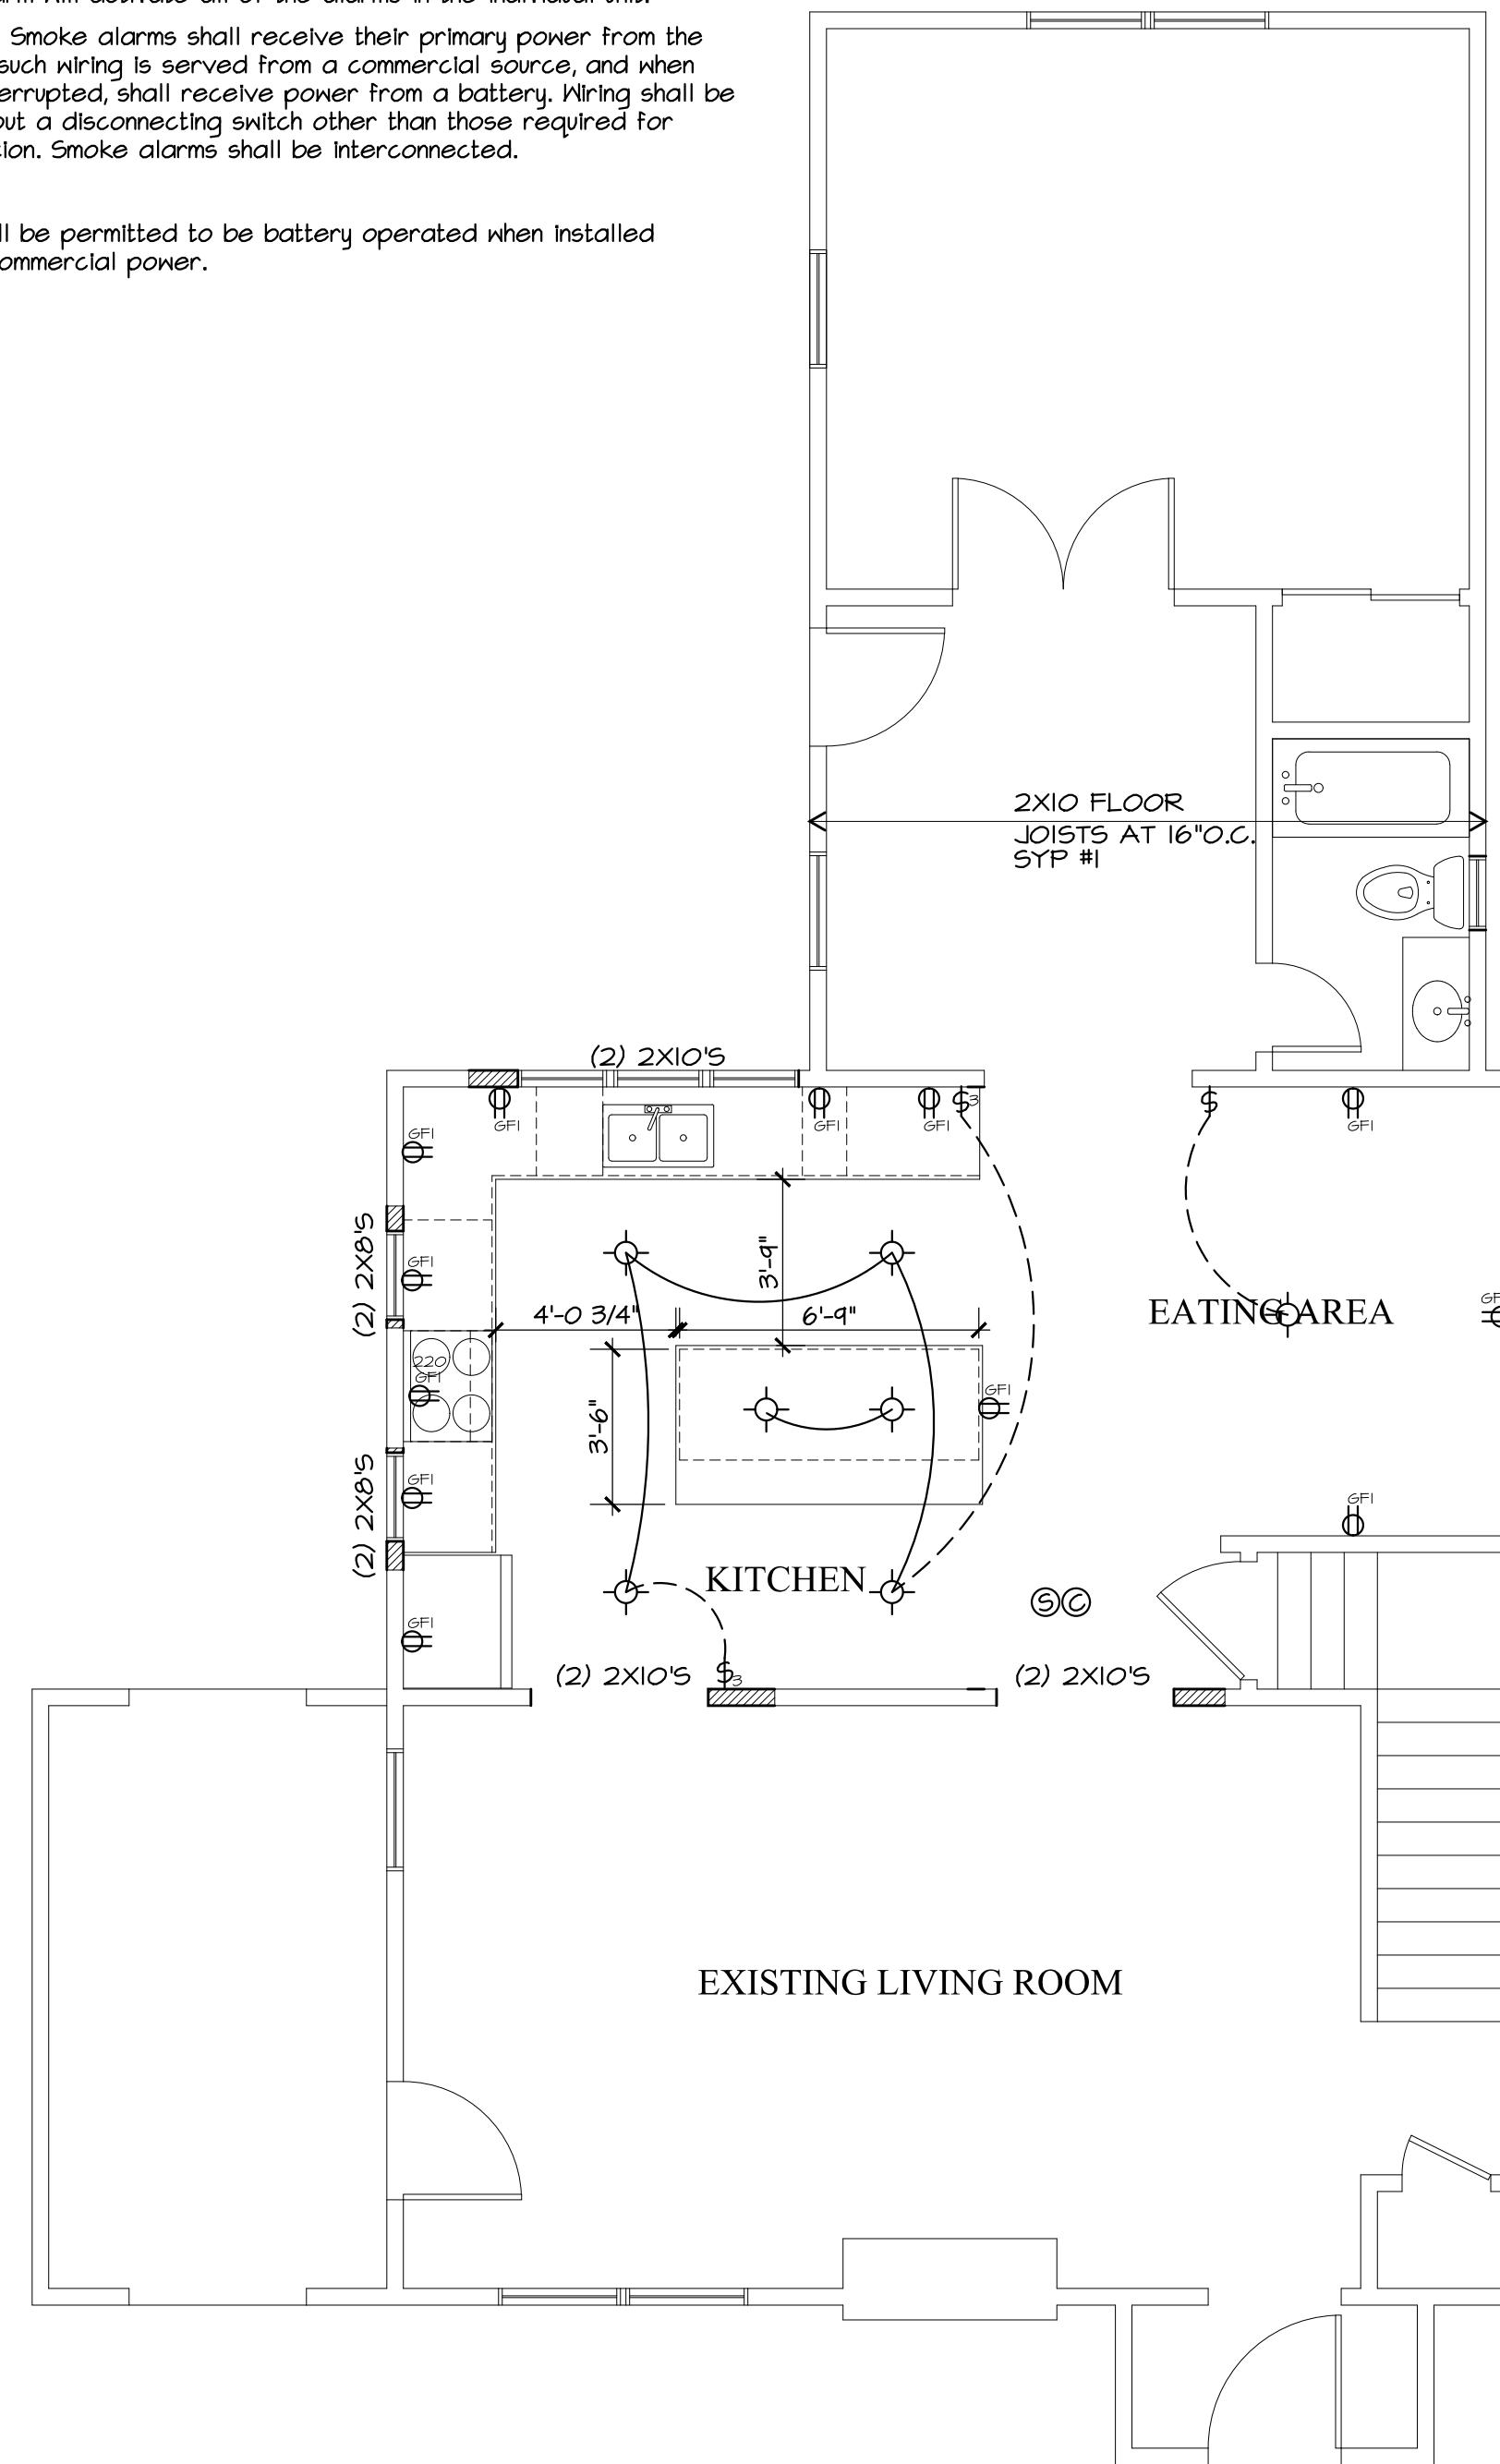 Smoke alarms shall receive their primary power from the
such wiring is served from a commercial source, and when
errupted, shall receive power from a battery. Wiring shall be
out a disconnecting switch other than those required for
tion. Smoke alarms shall be interconnected.
ll be permitted to be battery operated when installed
ommercial power.
2X10 FLOOR
JOISTS AT 16"O.C.
SYP #1
(2) 2X10'S
GFI
GFI
GFI
$3
$
GFI
GFI
(2) 2X8'S
GFI
3'-9"
4'-0 3/4"
6'-9"
EATING AREA
GF
220
GFI
3'-6"
GFI
(2) 2X8'S
GFI
GFI
KITCHEN
S C
GFI
(2) 2X10'S
$3
(2) 2X10'S
EXISTING LIVING ROOM